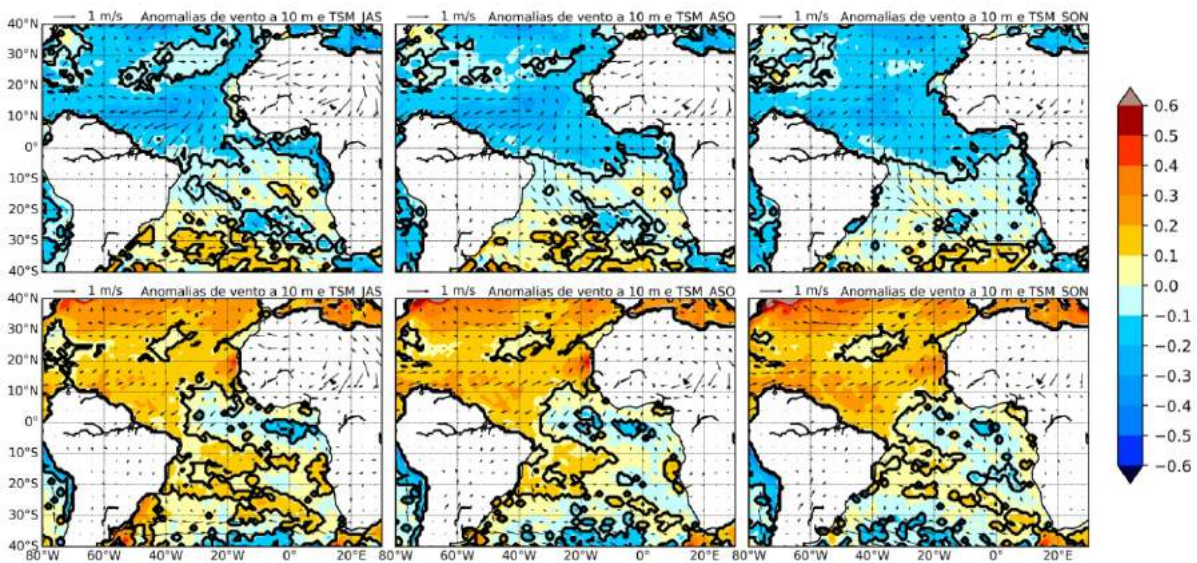 1 m/s Anomalias de vento a 10 m e TSM JAS
1 m/s Anomalias de vento a 10 m e TSM ASO
1 m/s Anomalias de vento a 10 m e TSM SON
40°N
30°N
20°N
10°N
0°
10°S
20°S
30°S
40°S
1 m/s Anomalias de vento a 10 m e TSM JAS
1 m/s Anomalias de vento a 10 m e TSM ASO
1 m/s Anomalias de vento a 10 m e TSM SON
40°N
30°N
20°N
10°N
0°
10°S
20°S
30°S
40°S
80°W 60°W 40°W 20°W 0° 20°E
80°W 60°W 40°W 20°W 0° 20°E
80°W 60°W 40°W 20°W 0° 20°E
0.6
0.5
0.4
0.3
0.2
0.1
0.0
−0.1
−0.2
−0.3
−0.4
−0.5
−0.6